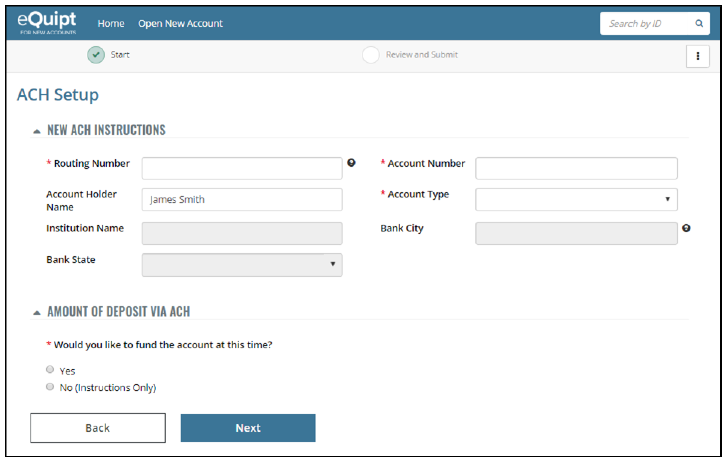 eQuipt
FOR NEW ACCOUNTS
Home Open New Account
Search by ID
Start
Review and Submit
ACH Setup
NEW ACH INSTRUCTIONS
* Routing Number
* Account Number
Account Holder
Name
James Smith
* Account Type
Institution Name
Bank City
Bank State
AMOUNT OF DEPOSIT VIA ACH
* Would you like to fund the account at this time?
Yes
No (Instructions Only)
Back
Next